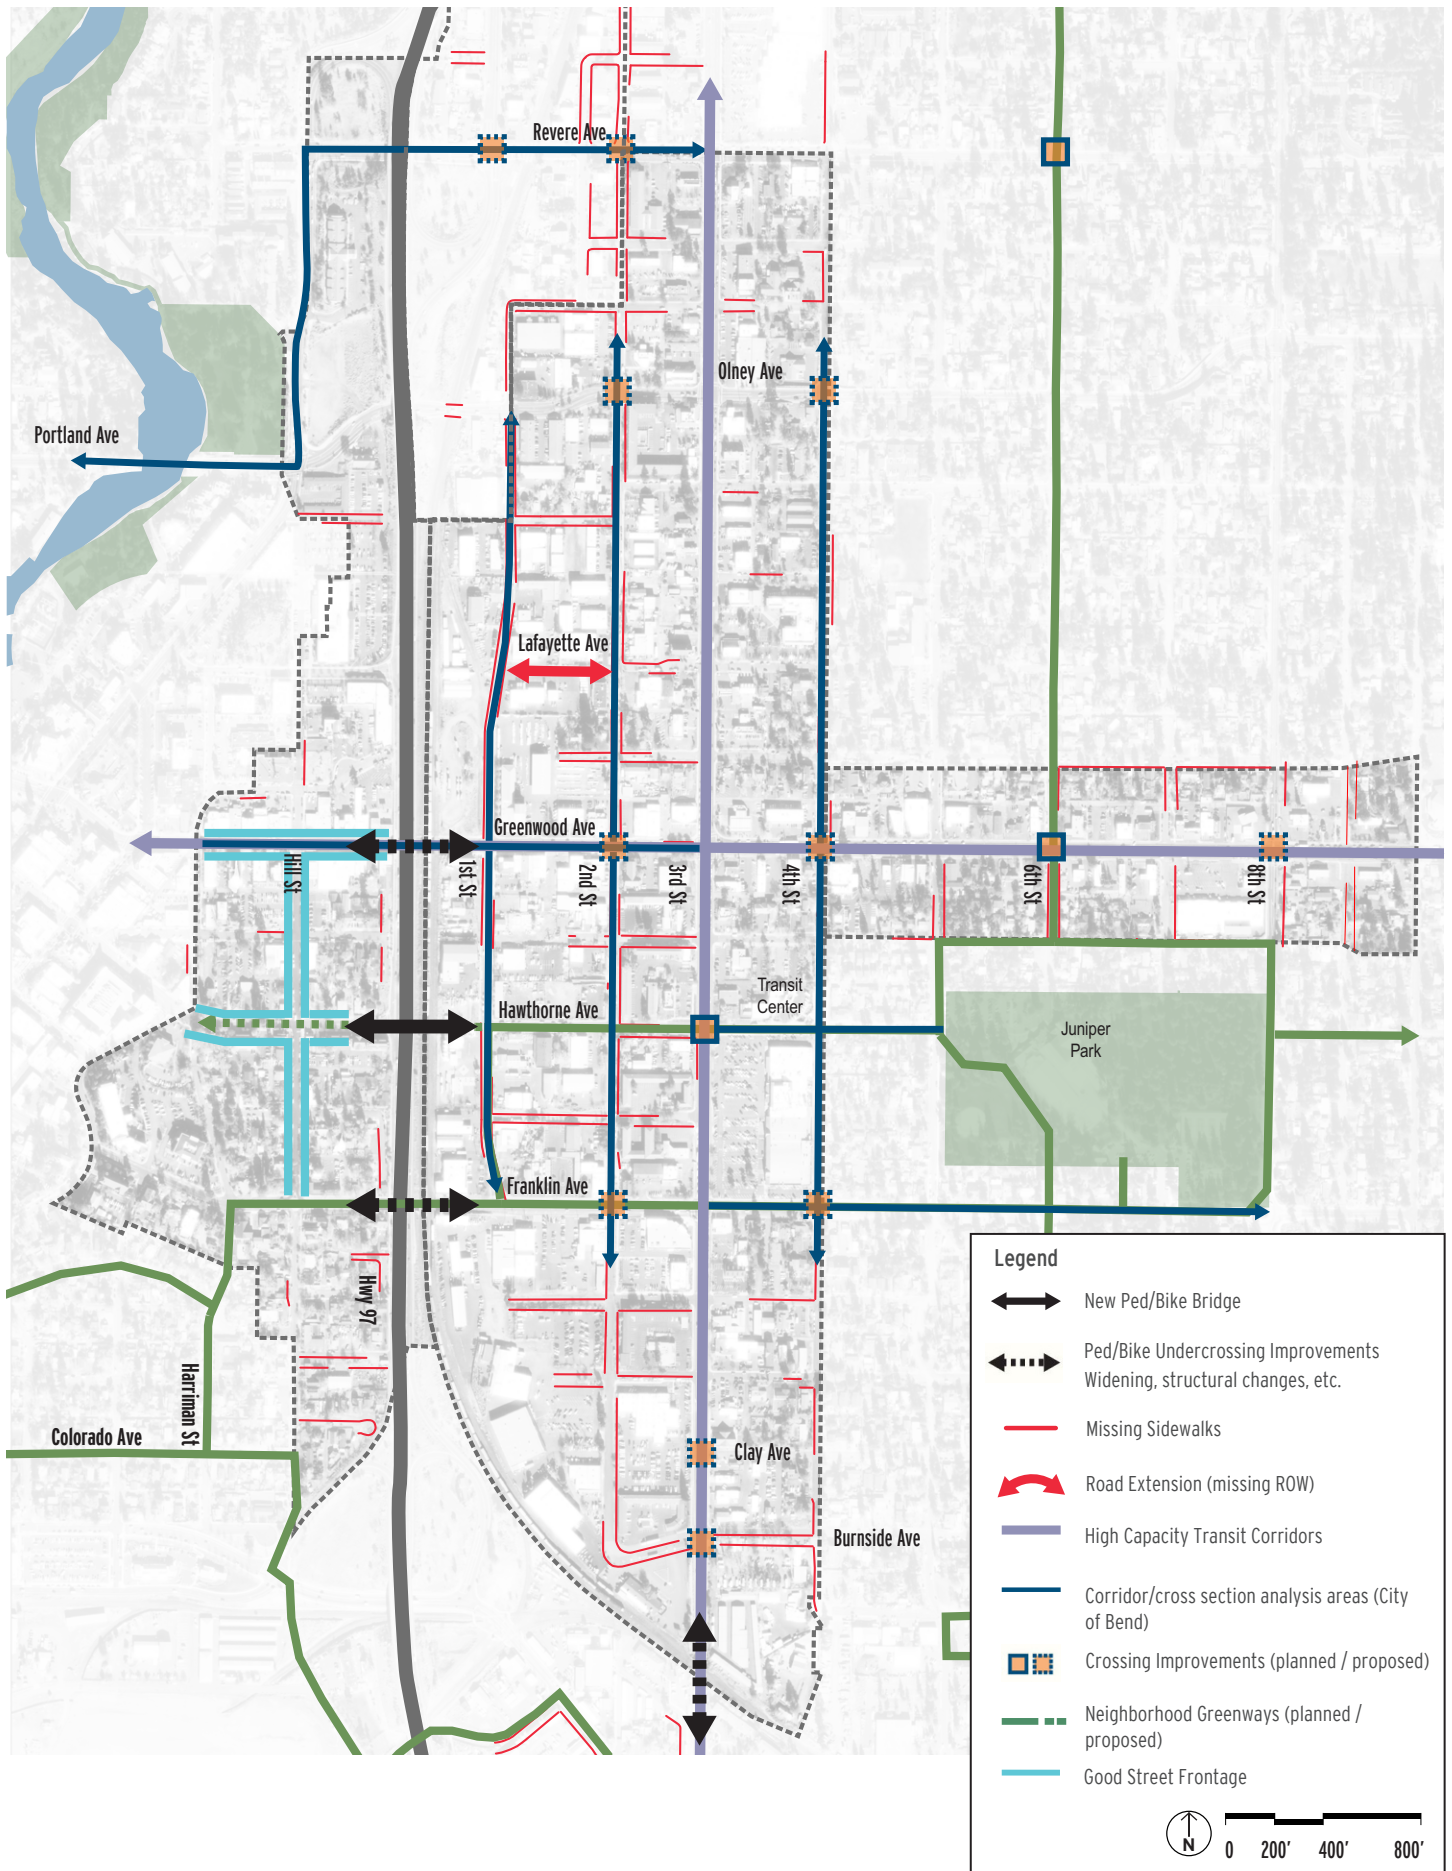 Revere Ave
Olney Ave
Portland Ave
Lafayette Ave
Greenwood Ave
Hill St
1st St
2nd St
3rd St
4th St
6th St
8th St
Transit
Center
Hawthorne Ave
Juniper
Park
Franklin Ave
Hwy 97
Harriman St
Colorado Ave
Clay Ave
Burnside Ave
Legend
New Ped/Bike Bridge
Ped/Bike Undercrossing Improvements
Widening, structural changes, etc.
Missing Sidewalks
Road Extension (missing ROW)
High Capacity Transit Corridors
Corridor/cross section analysis areas (City
of Bend)
Crossing Improvements (planned / proposed)
Neighborhood Greenways (planned /
proposed)
Good Street Frontage
N
0 200' 400' 800'